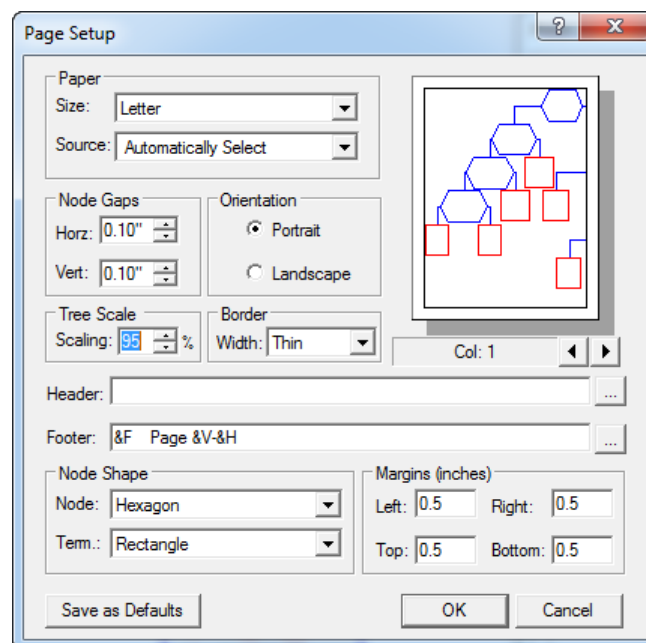 Page Setup
?
X
Paper
Size: Letter
Source: Automatically Select
Node Gaps
Horz: 0.10"
Vert: 0.10"
Orientation
Portrait
Landscape
Tree Scale
Scaling: 95 %
Border
Width: Thin
Col: 1
Header: ...
Footer: &F Page &V-&H ...
Node Shape
Node: Hexagon
Term.: Rectangle
Margins (inches)
Left: 0.5 Right: 0.5
Top: 0.5 Bottom: 0.5
Save as Defaults OK Cancel